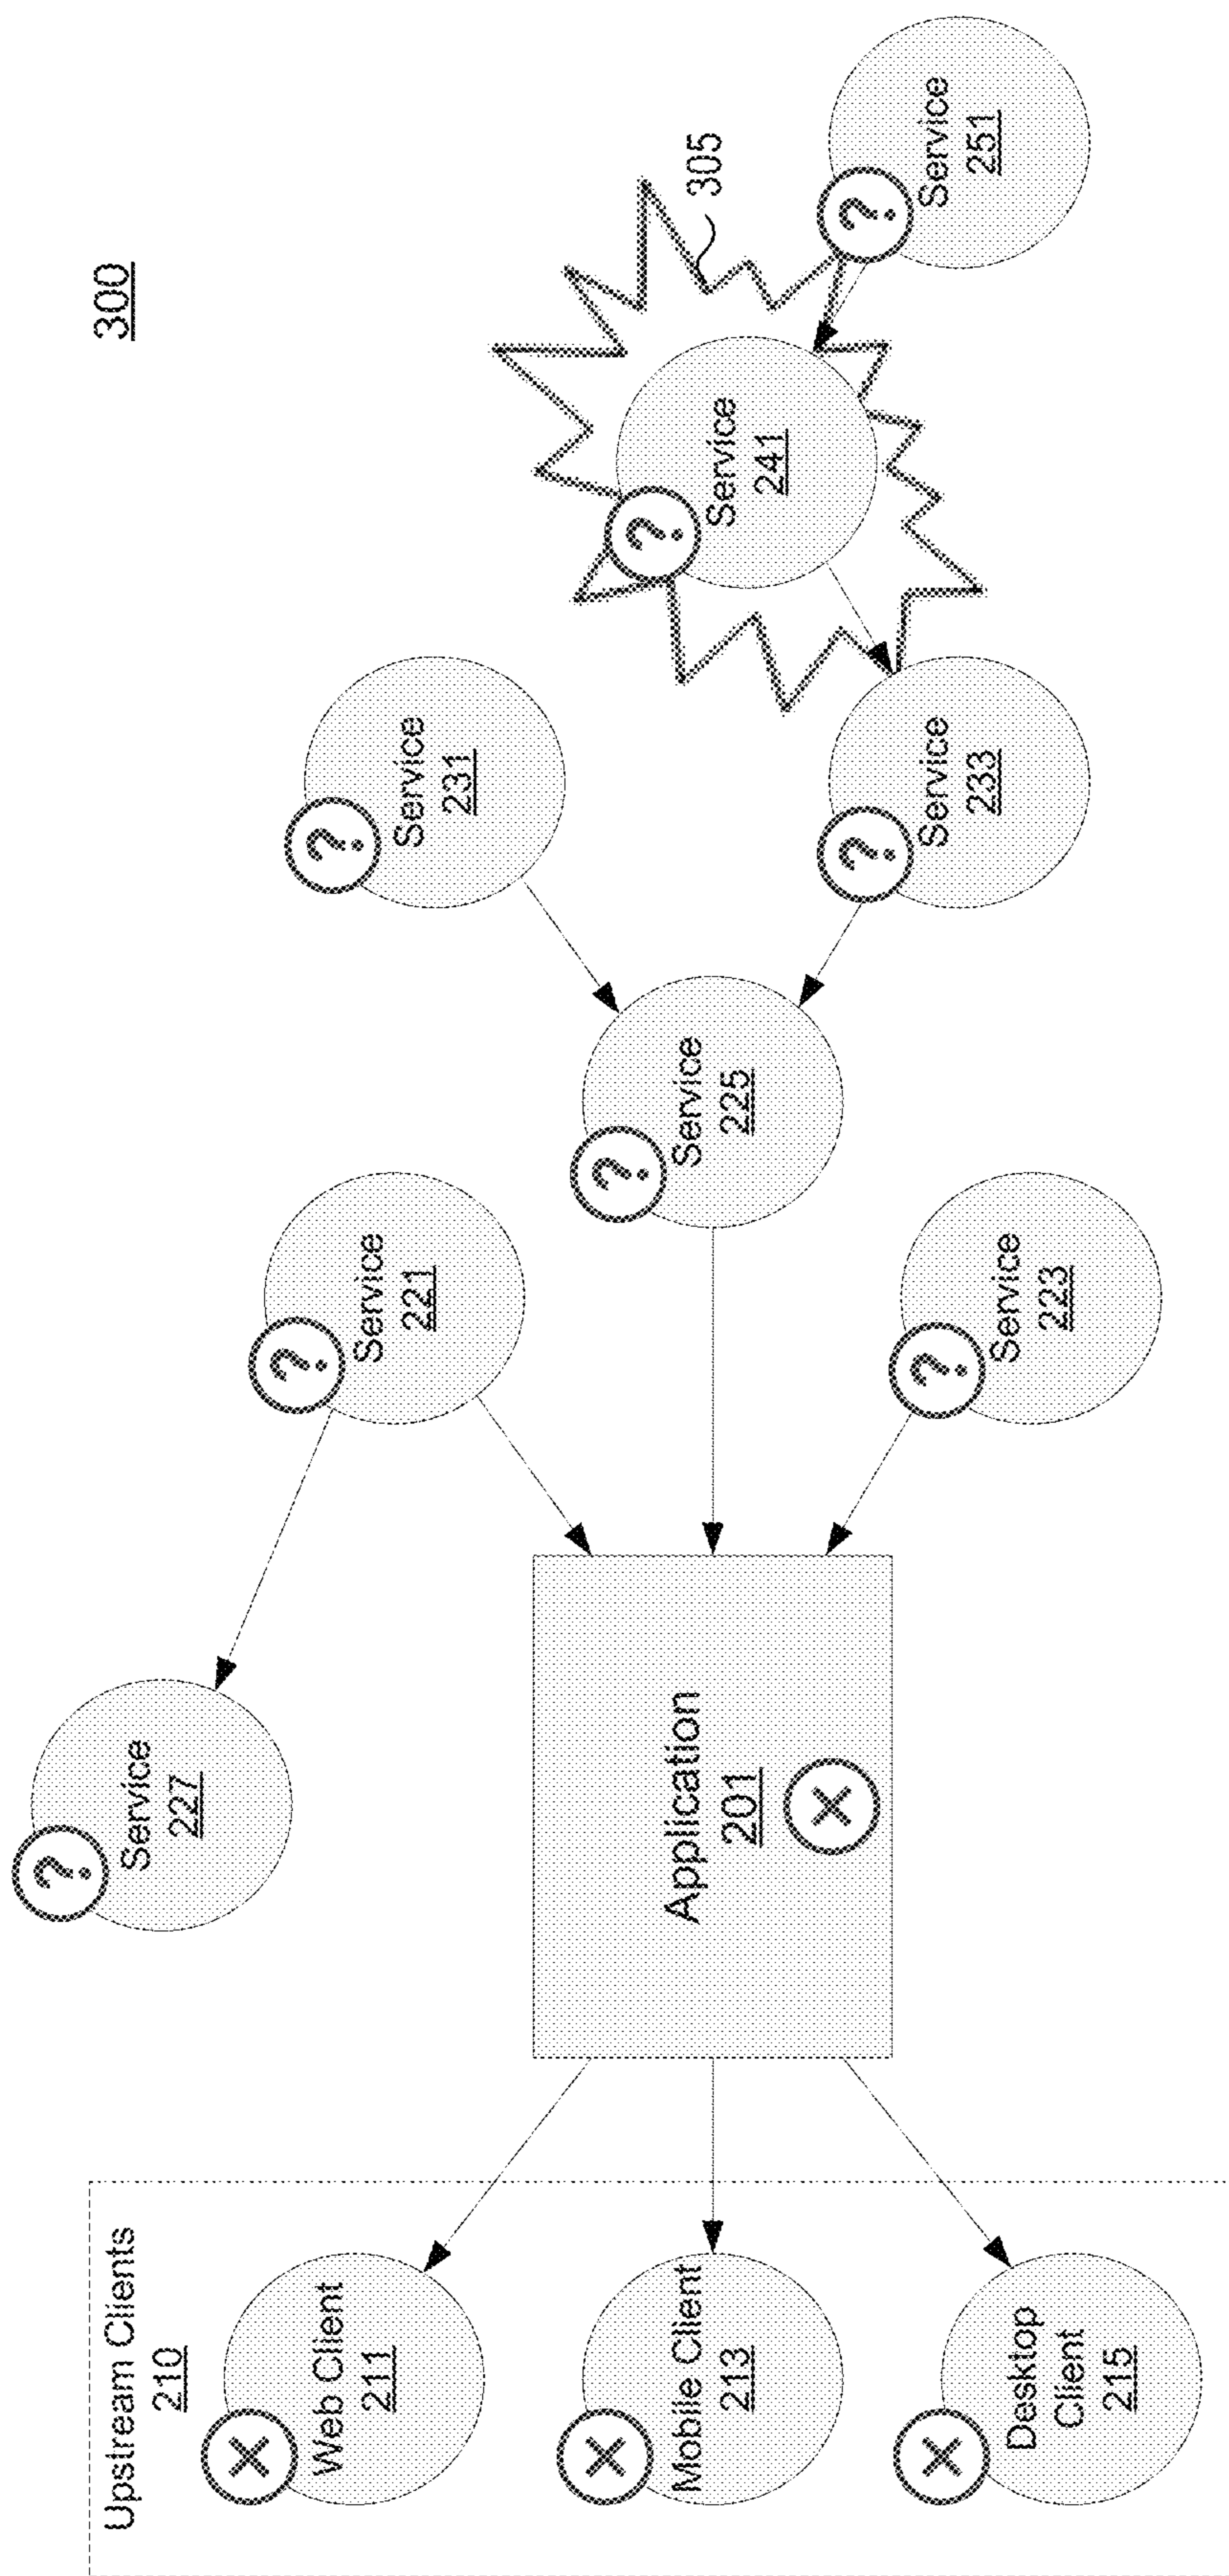 300
Upstream Clients
210
Web Client
211
Mobile Client
213
Desktop
Client
215
Application
201
Service
227
Service
221
Service
223
Service
225
Service
231
Service
233
Service
241
305
Service
251
?
?
?
?
?
?
?
?
X
X
X
X